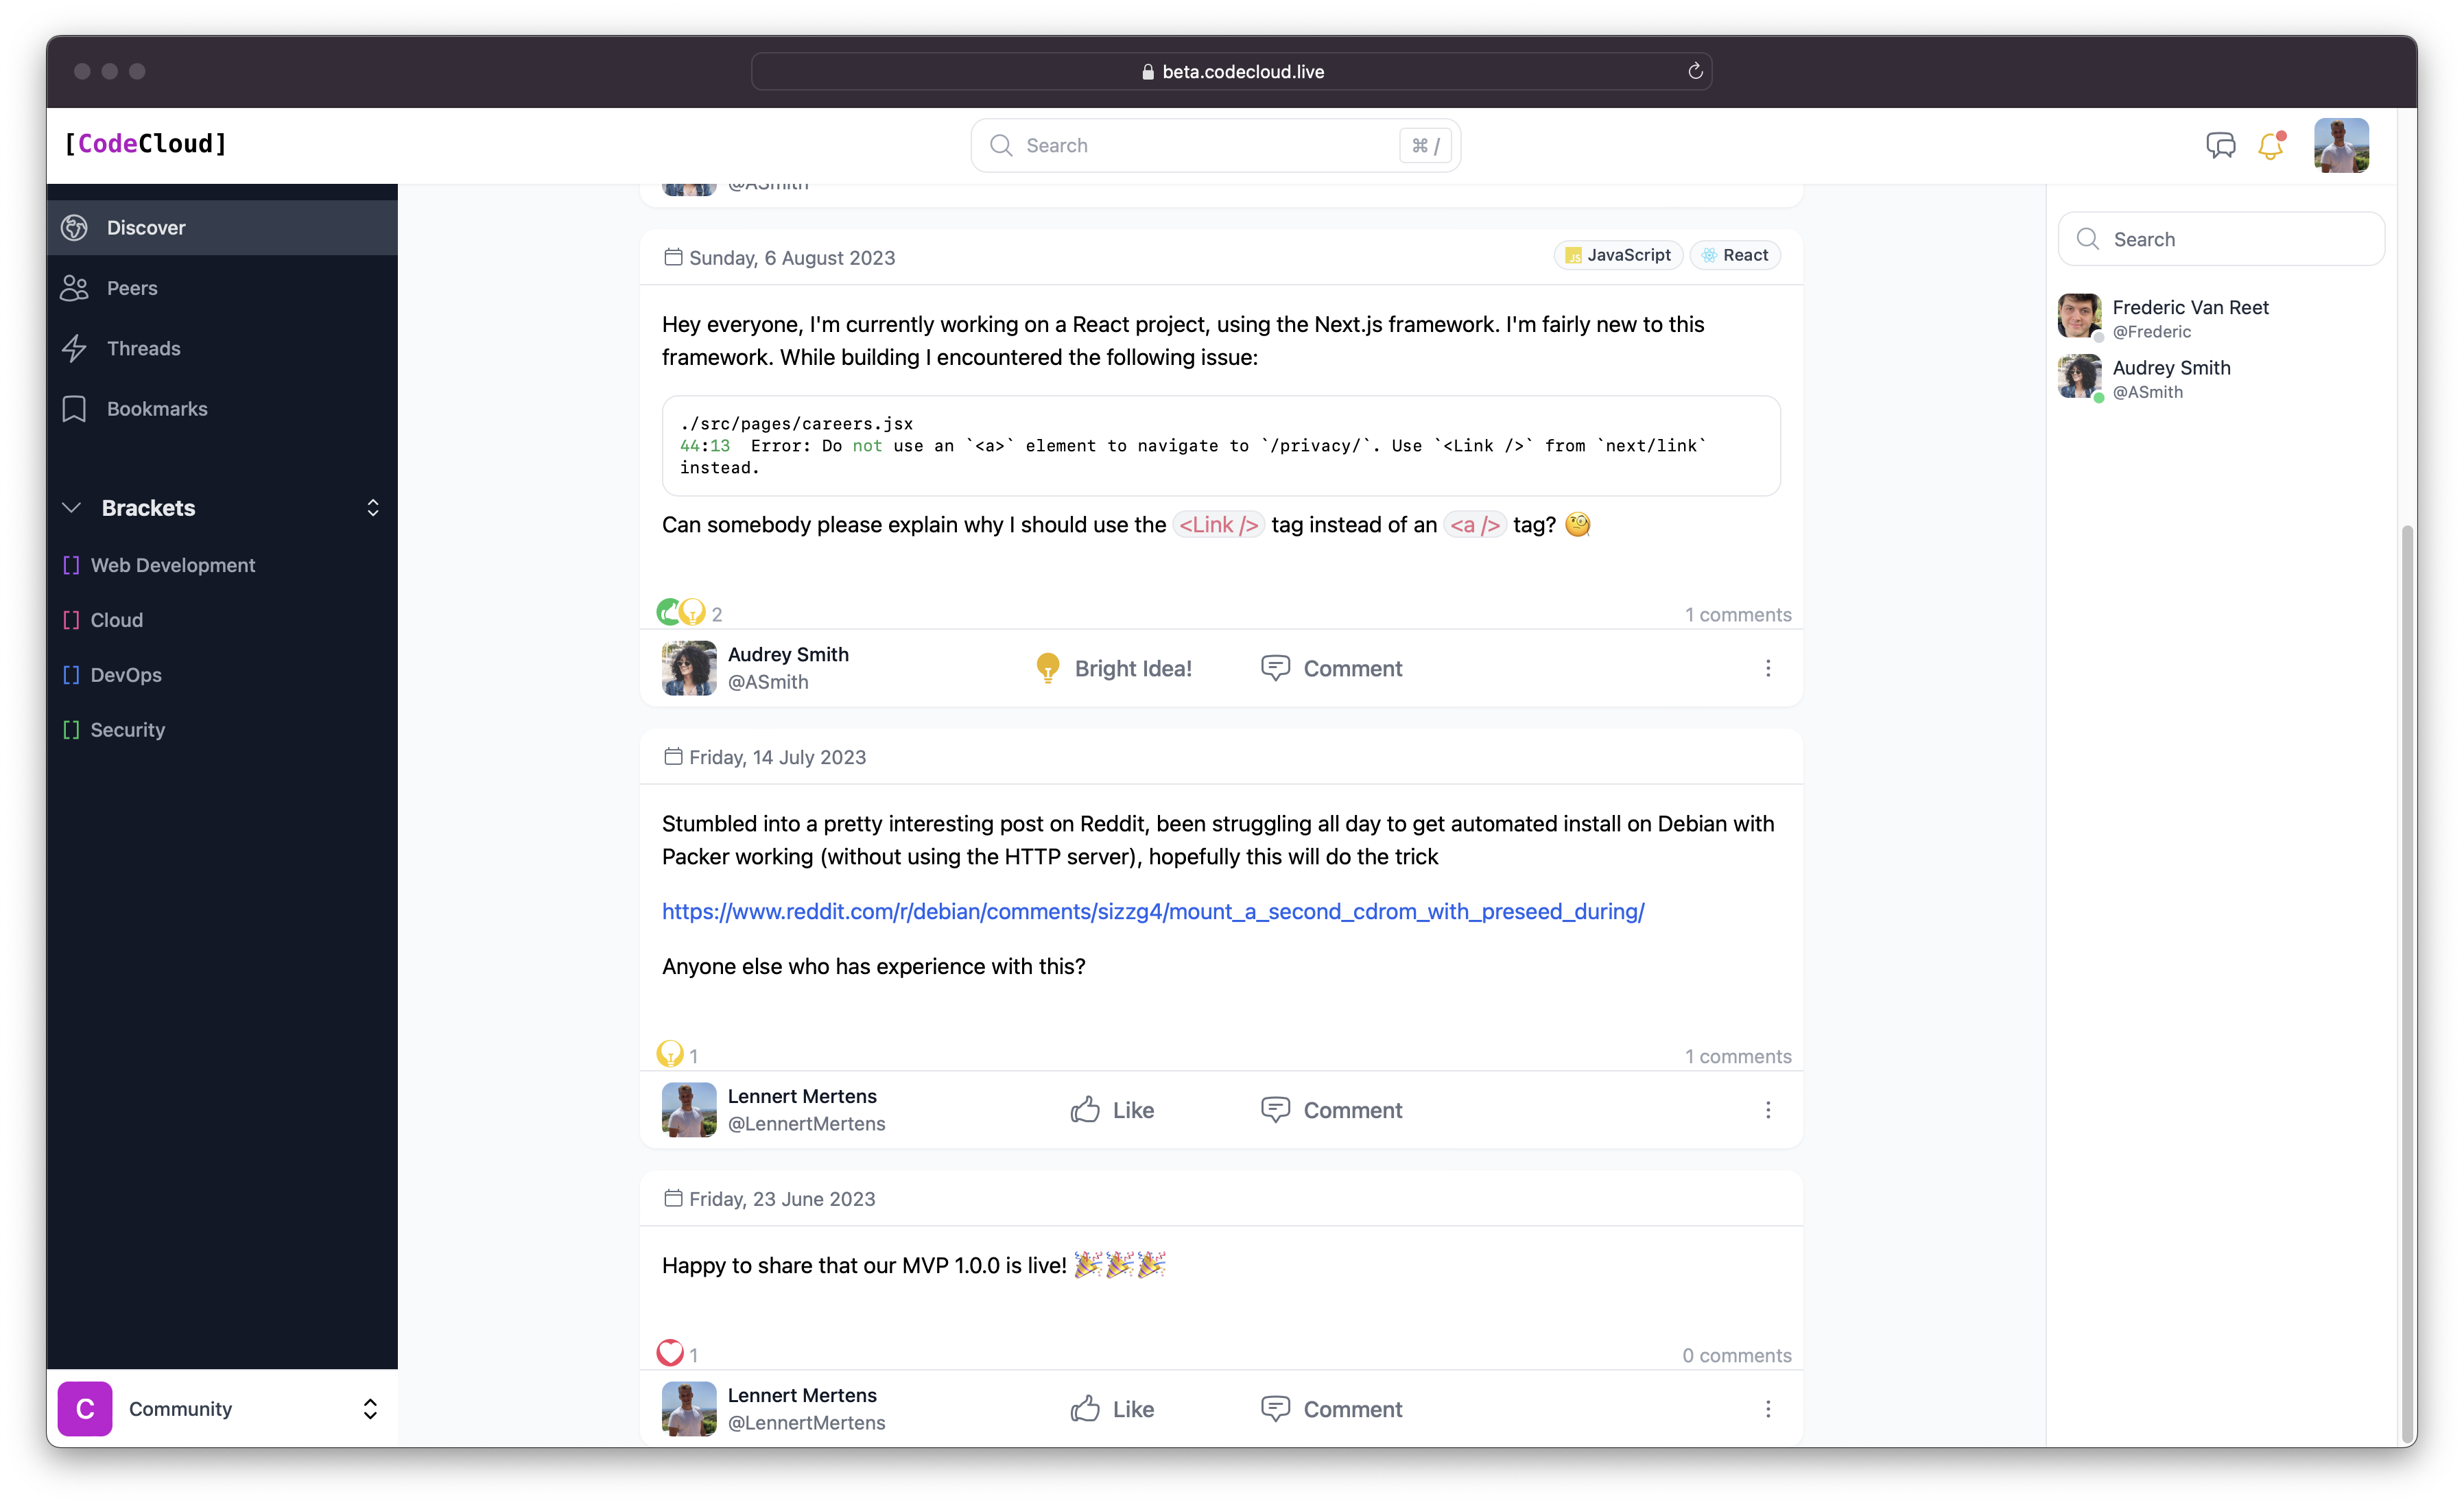 beta.codecloud.live
[CodeCloud]
Search
⌘ /
Discover
Peers
Threads
Bookmarks
Brackets
[] Web Development
[] Cloud
[] DevOps
[] Security
C Community
@ASmith
Sunday, 6 August 2023
JS JavaScript
React
Hey everyone, I'm currently working on a React project, using the Next.js framework. I'm fairly new to this
framework. While building I encountered the following issue:
./src/pages/careers.jsx
44:13  Error: Do not use an `<a>` element to navigate to `/privacy/`. Use `<Link />` from `next/link`
instead.
Can somebody please explain why I should use the <Link /> tag instead of an <a /> tag? 🧐
2
1 comments
Audrey Smith
@ASmith
Bright Idea!
Comment
Friday, 14 July 2023
Stumbled into a pretty interesting post on Reddit, been struggling all day to get automated install on Debian with
Packer working (without using the HTTP server), hopefully this will do the trick
https://www.reddit.com/r/debian/comments/sizzg4/mount_a_second_cdrom_with_preseed_during/
Anyone else who has experience with this?
1
1 comments
Lennert Mertens
@LennertMertens
Like
Comment
Friday, 23 June 2023
Happy to share that our MVP 1.0.0 is live! 🎉🎉🎉
1
0 comments
Lennert Mertens
@LennertMertens
Like
Comment
Search
Frederic Van Reet
@Frederic
Audrey Smith
@ASmith